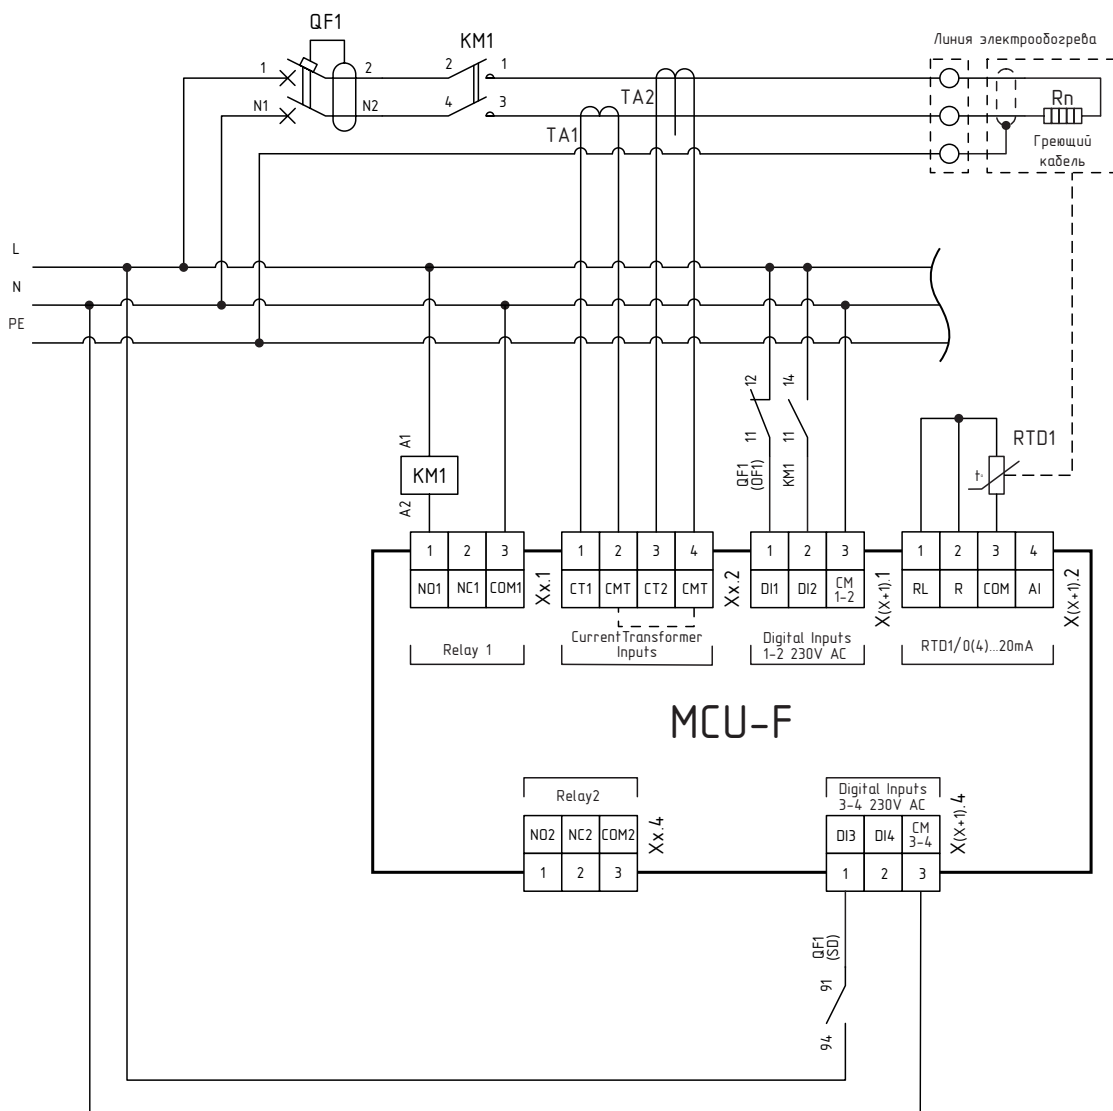 QF1
KM1
Линия электрообогрева
1
2
2
1
TA2
N1
N2
4
3
Rn
TA1
Греющий
кабель
L
N
PE
12
14
A1
11
11
RTD1
QF1
(OF1)
KM1
KM1
t°
A2
1 2 3
NO1 NC1 COM1
Xx.1
1 2 3 4
CT1 CMT CT2 CMT
Xx.2
1 2 3
DI1 DI2 CM
1-2
X(x+1).1
1 2 3 4
RL R COM AI
X(x+1).2
Relay 1
CurrentTransformer
Inputs
Digital Inputs
1-2 230V AC
RTD1/0(4)...20mA
MCU-F
Relay2
NO2 NC2 COM2
1 2 3
Xx.4
Digital Inputs
3-4 230V AC
DI3 DI4 CM
3-4
1 2 3
X(x+1).4
QF1
(SD)
91
94